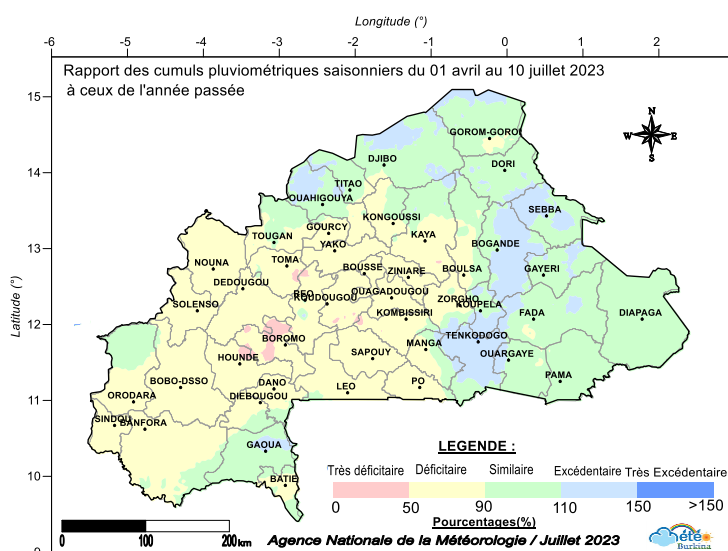 Longitude (°)
-6 -5 -4 -3 -2 -1 0 1 2
Rapport des cumuls pluviométriques saisonniers du 01 avril au 10 juillet 2023
à ceux de l'année passée
15
N
W E
S
GOROM-GOROM
DJIBO
DORI
14
TITAO
OUAHIGOUYA
SEBBA
KONGOUSSI
GOURCY
TOUGAN
KAYA
YAKO
BOGANDE
13
TOMA
NOUNA
BOUSSE
ZINIARE
BOULSA
GAYERI
DEDOUGOU
REO
OUAGADOUGOU
KOUDOUGOU
ZORGHO
SOLENSO
KOUPELA
KOMBISSIRI
FADA
DIAPAGA
12
Latitude (°)
BOROMO
TENKODOGO
MANGA
SAPOUY
OUARGAYE
HOUNDE
PAMA
BOBO-DSSO
DANO
LEO
PO
ORODARA
DIEBOUGOU
11
SINDOU
BANFORA
GAOUA
LEGENDE :
Très déficitaire Déficitaire Similaire Excédentaire Très Excédentaire
10
BATIE
0 50 90 110 150 >150
Pourcentages(%)
0 100 200 km
Agence Nationale de la Météorologie / Juillet 2023
météo
Burkina
9